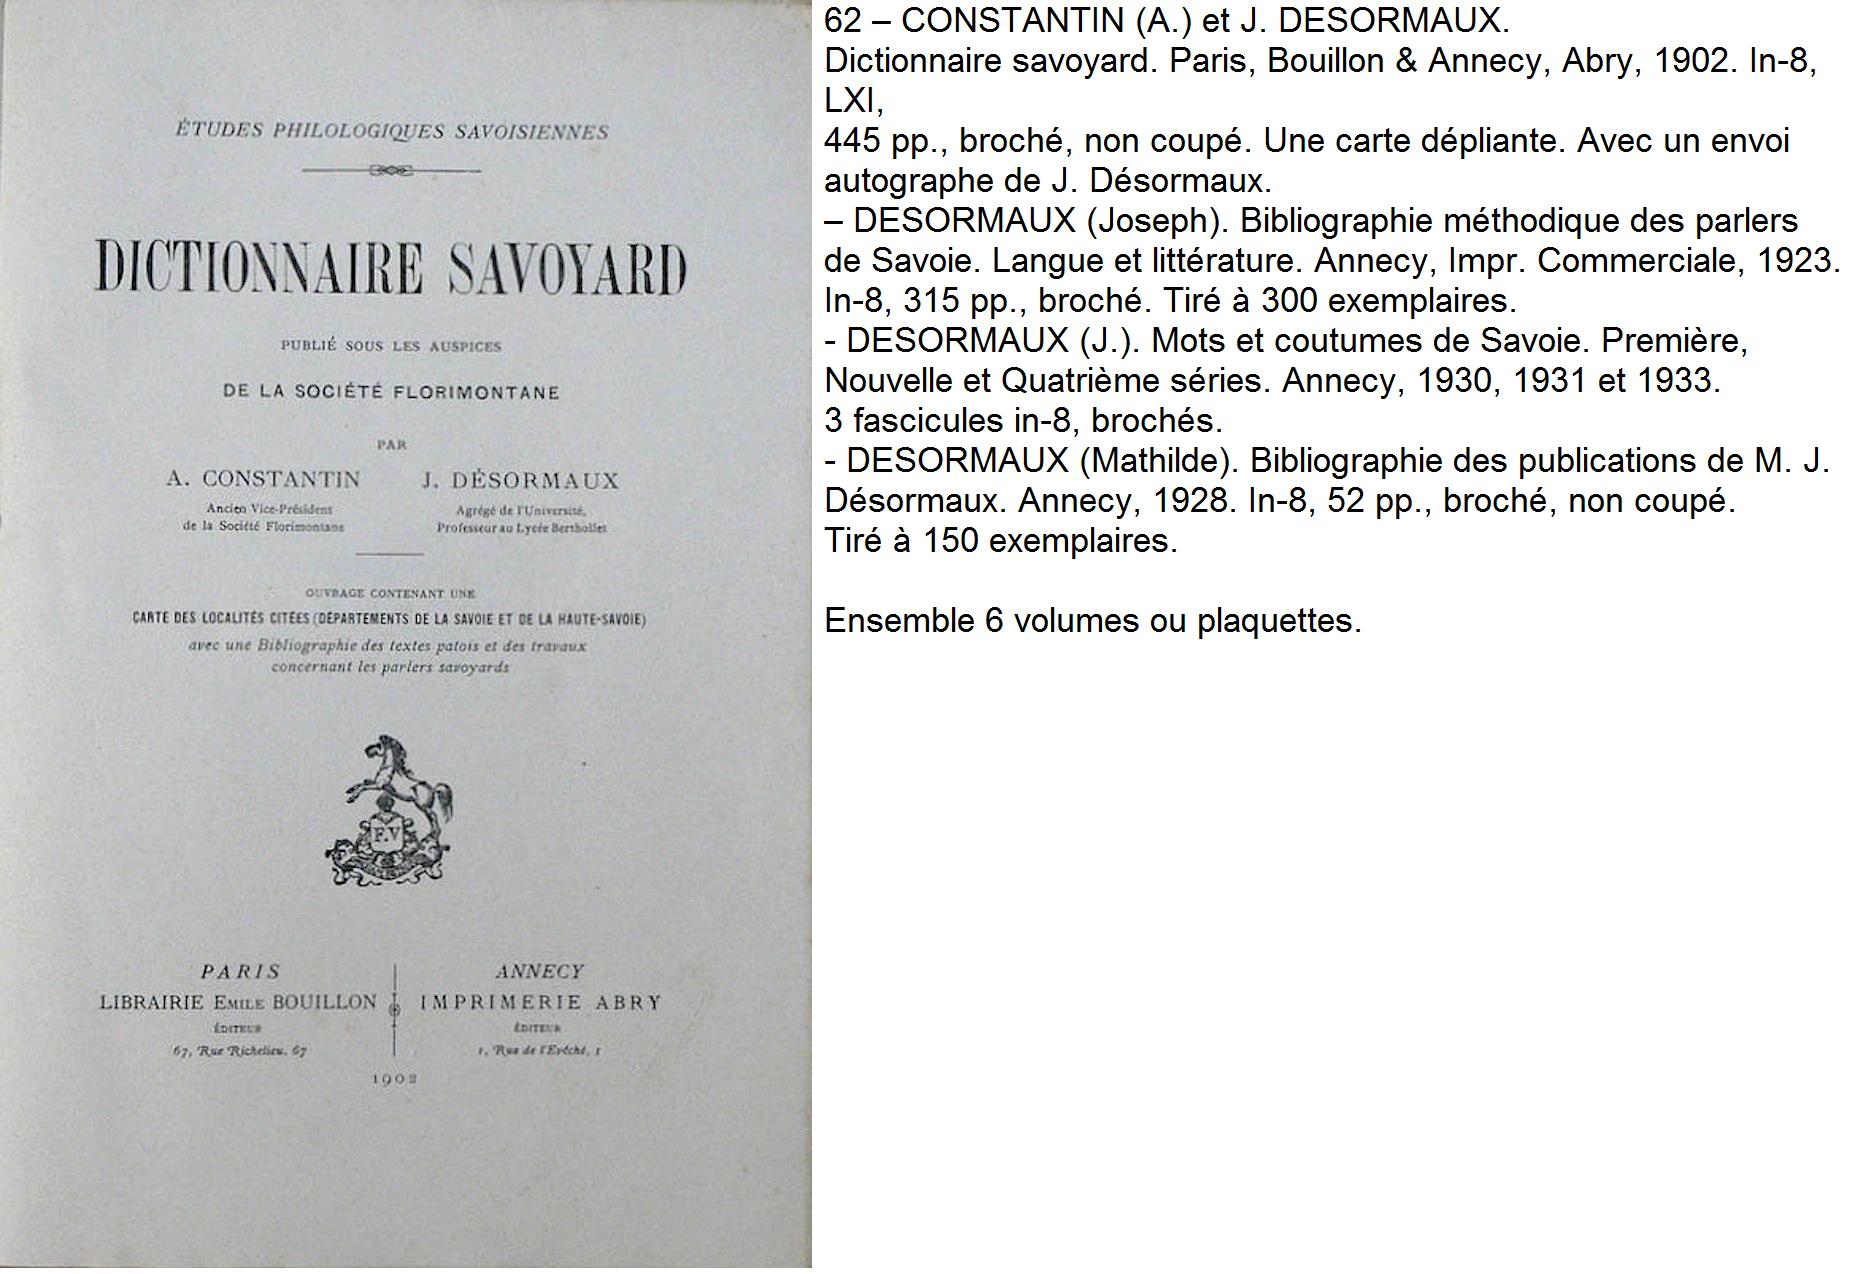 ÉTUDES PHILOLOGIQUES SAVOISIENNES
DICTIONNAIRE SAVOYARD
PUBLIÉ SOUS LES AUSPICES
DE LA SOCIÉTÉ FLORIMONTANE
PAR
A. CONSTANTIN
Ancien Vice-Président
de la Société Florimontane
J. DÉSORMAUX
Agrégé de l'Université,
Professeur au Lycée Berthollet
OUVRAGE CONTENANT UNE
CARTE DES LOCALITÉS CITÉES (DÉPARTEMENTS DE LA SAVOIE ET DE LA HAUTE-SAVOIE)
avec une Bibliographie des textes patois et des travaux
concernant les parlers savoyards
F.V
PARIS
LIBRAIRIE EMILE BOUILLON
ÉDITEUR
67, Rue Richelieu, 67
ANNECY
IMPRIMERIE ABRY
ÉDITEUR
1, Rue de l'Evêché, 1
1902
62 – CONSTANTIN (A.) et J. DESORMAUX.
Dictionnaire savoyard. Paris, Bouillon & Annecy, Abry, 1902. In-8,
LXI,
445 pp., broché, non coupé. Une carte dépliante. Avec un envoi
autographe de J. Désormaux.
– DESORMAUX (Joseph). Bibliographie méthodique des parlers
de Savoie. Langue et littérature. Annecy, Impr. Commerciale, 1923.
In-8, 315 pp., broché. Tiré à 300 exemplaires.
- DESORMAUX (J.). Mots et coutumes de Savoie. Première,
Nouvelle et Quatrième séries. Annecy, 1930, 1931 et 1933.
3 fascicules in-8, brochés.
- DESORMAUX (Mathilde). Bibliographie des publications de M. J.
Désormaux. Annecy, 1928. In-8, 52 pp., broché, non coupé.
Tiré à 150 exemplaires.
Ensemble 6 volumes ou plaquettes.